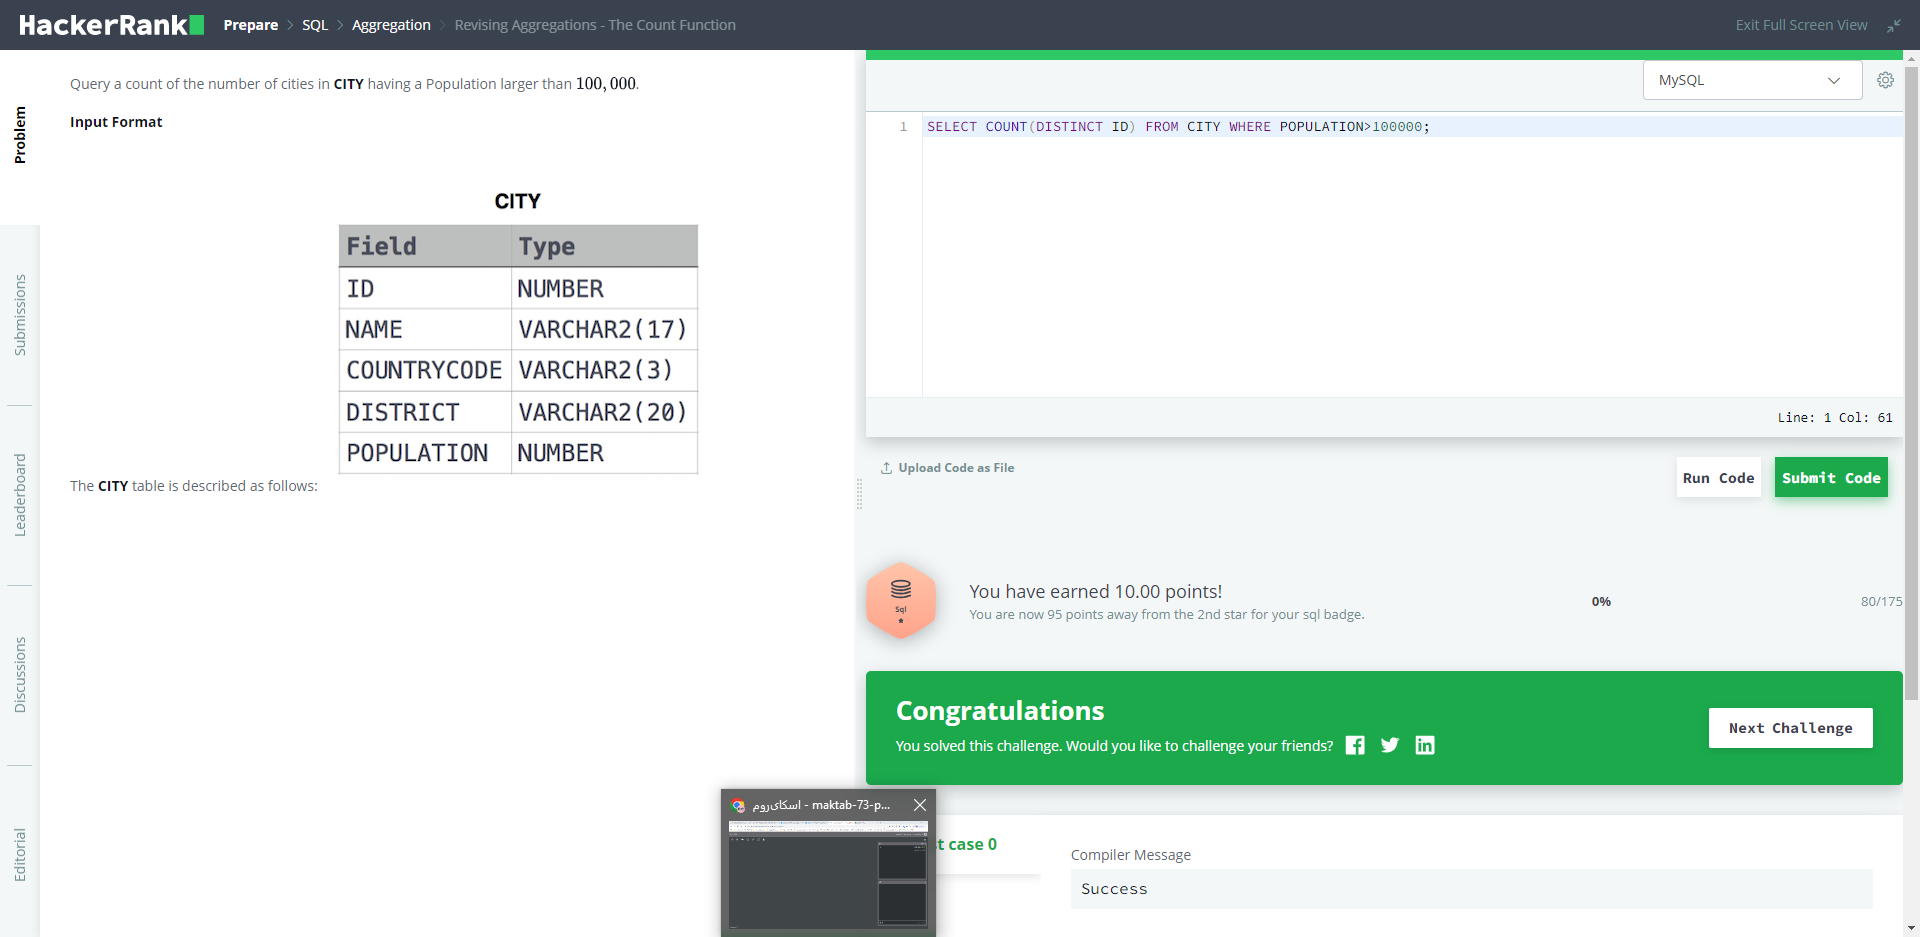 HackerRank
Prepare > SQL > Aggregation > Revising Aggregations - The Count Function
Exit Full Screen View
Problem
Submissions
Leaderboard
Discussions
Editorial
Query a count of the number of cities in CITY having a Population larger than 100,000.
Input Format
CITY
Field Type
ID NUMBER
NAME VARCHAR2(17)
COUNTRYCODE VARCHAR2(3)
DISTRICT VARCHAR2(20)
POPULATION NUMBER
The CITY table is described as follows:
MySQL
1 SELECT COUNT(DISTINCT ID) FROM CITY WHERE POPULATION>100000;
Line: 1 Col: 61
Upload Code as File
Run Code
Submit Code
Sql
You have earned 10.00 points!
You are now 95 points away from the 2nd star for your sql badge.
0%
80/175
Congratulations
You solved this challenge. Would you like to challenge your friends?
Next Challenge
اسکای‌روم - maktab-73-p...
t case 0
Compiler Message
Success